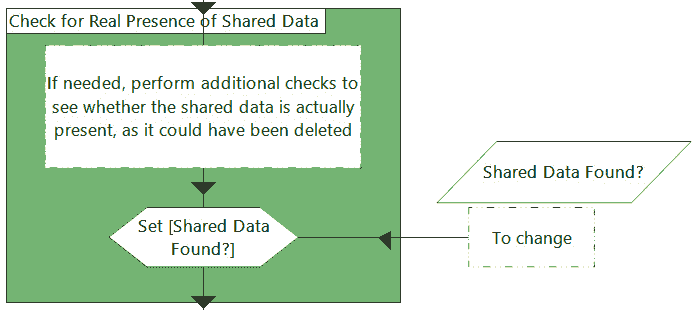 Check for Real Presence of Shared Data
If needed, perform additional checks to
see whether the shared data is actually
present, as it could have been deleted
Shared Data Found?
Set [Shared Data
Found?]
To change